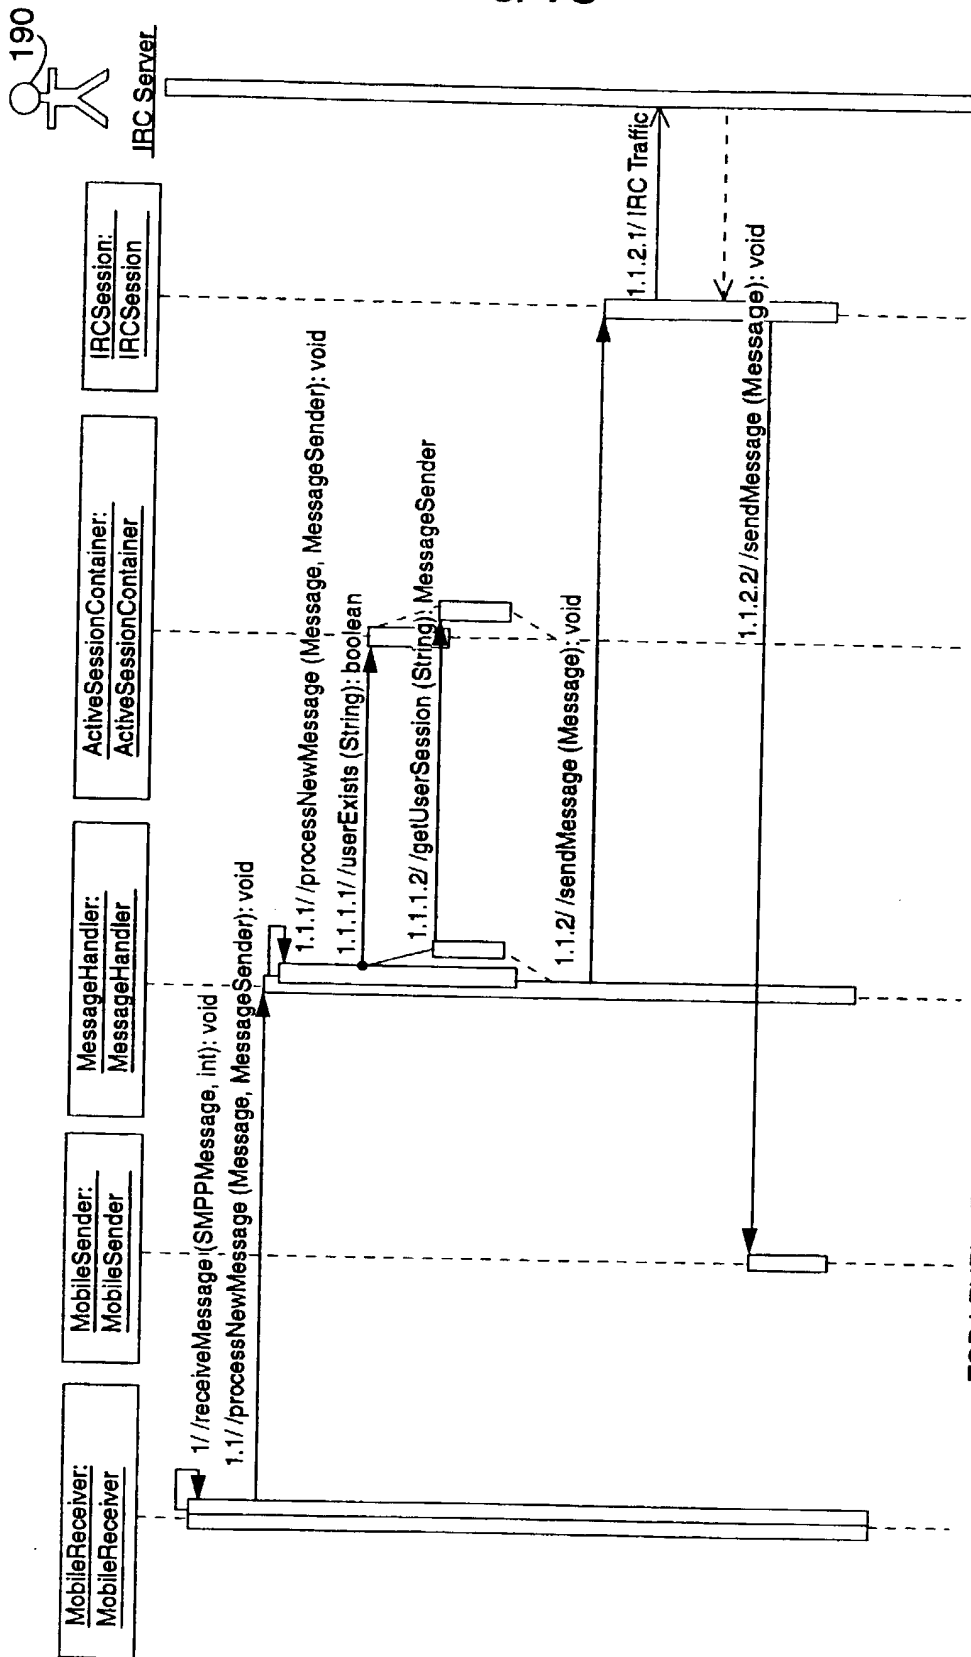 190
IRC Server
IRCSession:
IRCSession
ActiveSessionContainer:
ActiveSessionContainer
MessageHandler:
MessageHandler
MobileSender:
MobileSender
MobileReceiver:
MobileReceiver
1/ /receiveMessage (SMPPMessage, int): void
1.1/ /processNewMessage (Message, MessageSender): void
1.1.1/ /processNewMessage (Message, MessageSender): void
1.1.1.1/ /userExists (String): boolean
1.1.1.2/ /getUserSession (String): MessageSender
1.1.2/ /sendMessage (Message): void
1.1.2.1/ IRC Traffic
1.1.2.2/ /sendMessage (Message): void